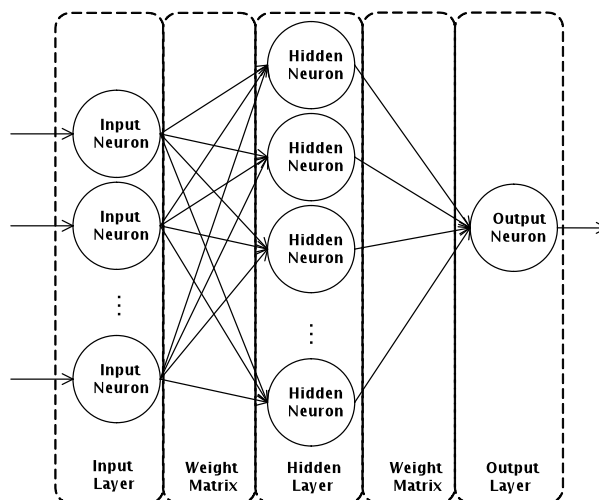 Hidden
Neuron
Input
Neuron
Hidden
Neuron
Input
Neuron
Hidden
Neuron
Output
Neuron
...
...
Input
Neuron
Hidden
Neuron
Input
Layer
Weight
Matrix
Hidden
Layer
Weight
Matrix
Output
Layer